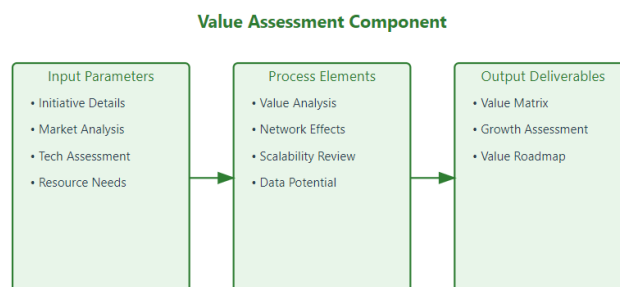 Value Assessment Component
Input Parameters
• Initiative Details
• Market Analysis
• Tech Assessment
• Resource Needs
Process Elements
• Value Analysis
• Network Effects
• Scalability Review
• Data Potential
Output Deliverables
• Value Matrix
• Growth Assessment
• Value Roadmap